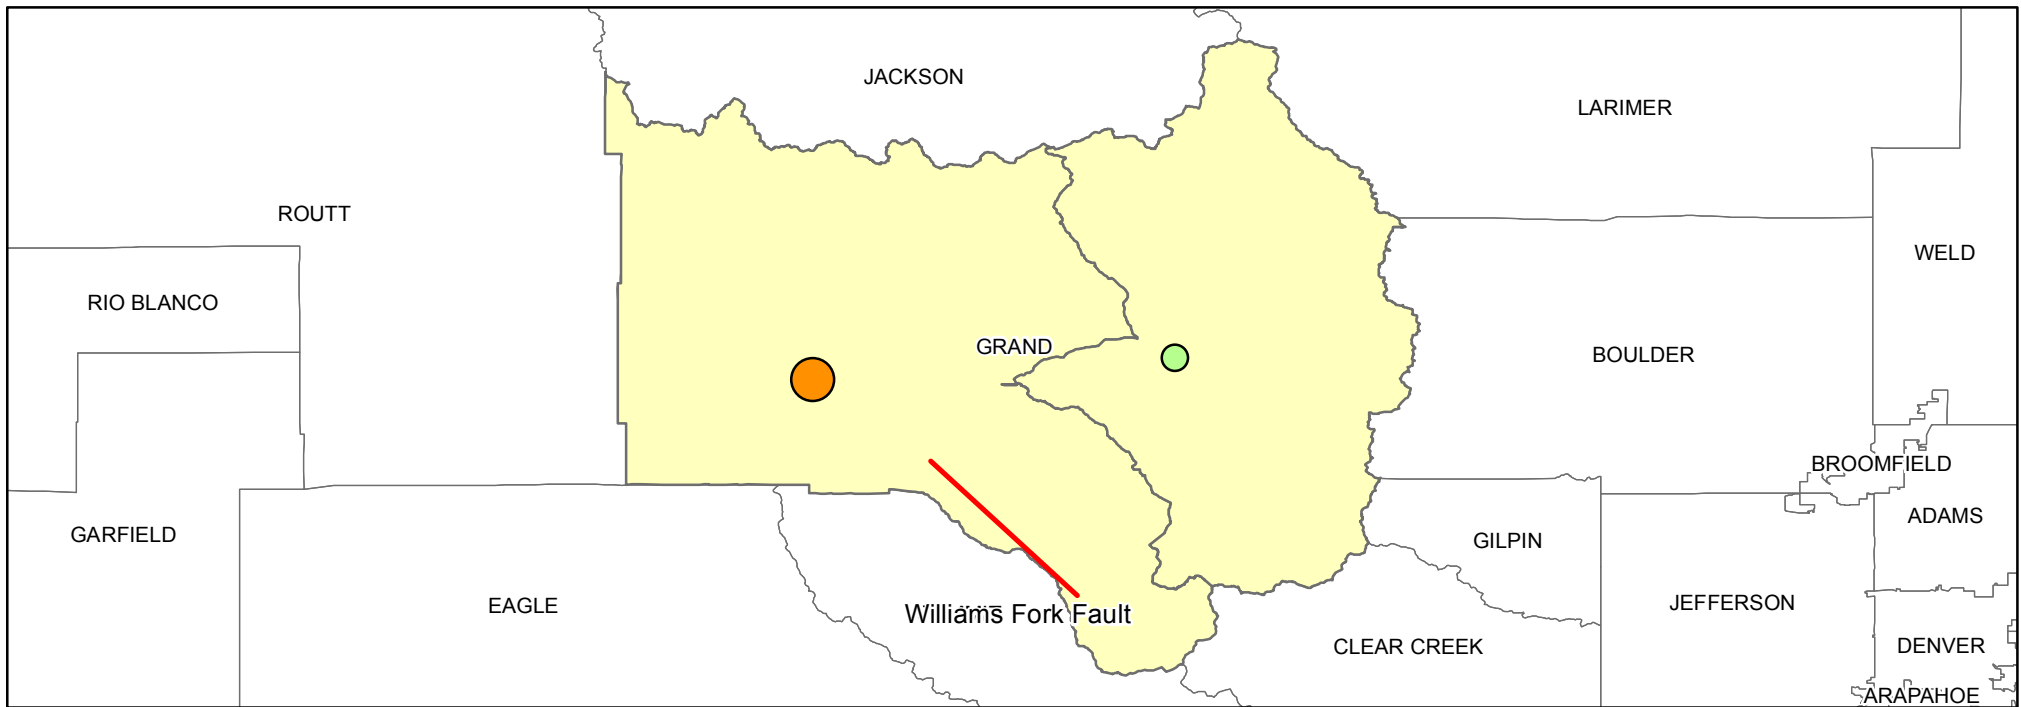 JACKSON
LARIMER
ROUTT
WELD
RIO BLANCO
GRAND
BOULDER
BROOMFIELD
ADAMS
GARFIELD
GILPIN
EAGLE
JEFFERSON
Williams Fork Fault
CLEAR CREEK
DENVER
ARAPAHOE